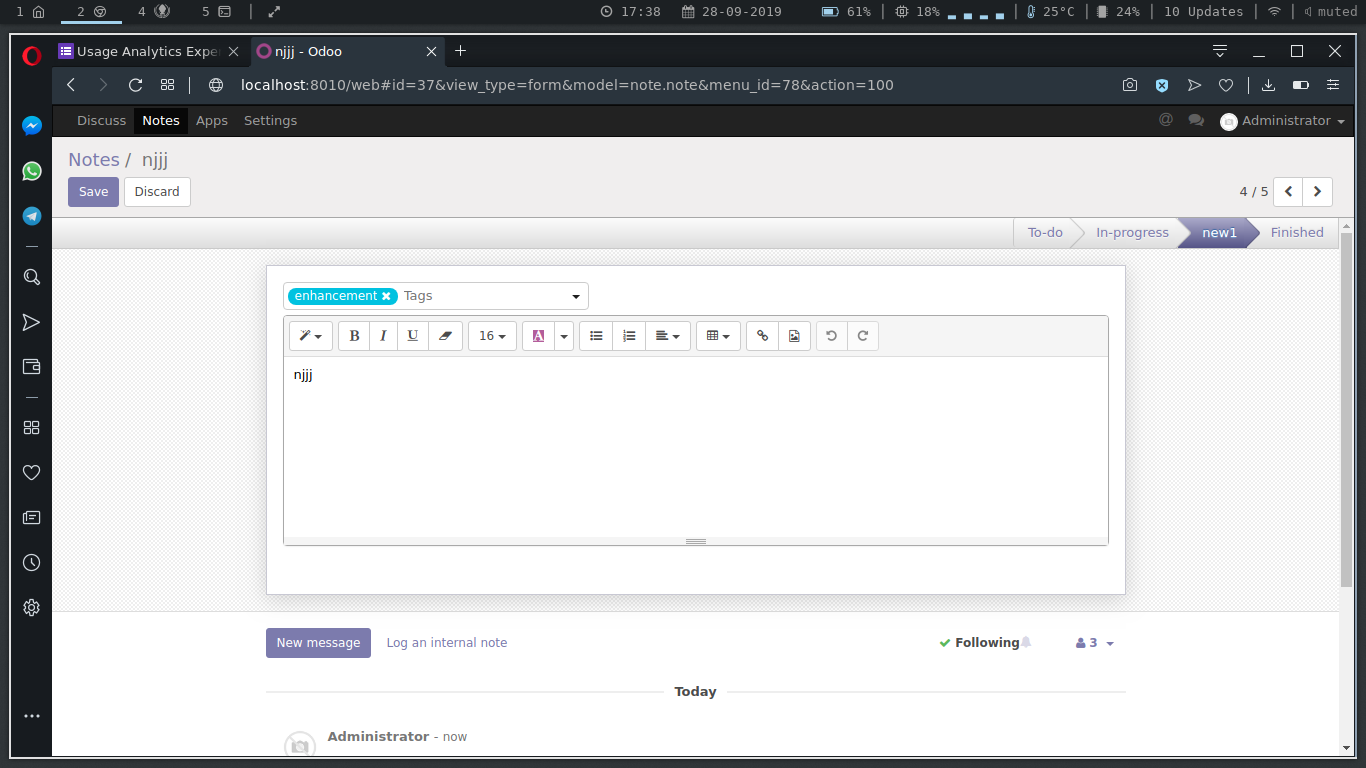 1 2 4 5 17:38 28-09-2019 61% 18% 25°C 24% 10 Updates muted
Usage Analytics Expe njjj - Odoo
localhost:8010/web#id=37&view_type=form&model=note.note&menu_id=78&action=100
Discuss Notes Apps Settings @ Administrator
Notes / njjj
Save Discard 4 / 5
To-do In-progress new1 Finished
enhancement Tags
B I U 16 A
njjj
New message Log an internal note Following 3
Today
Administrator - now